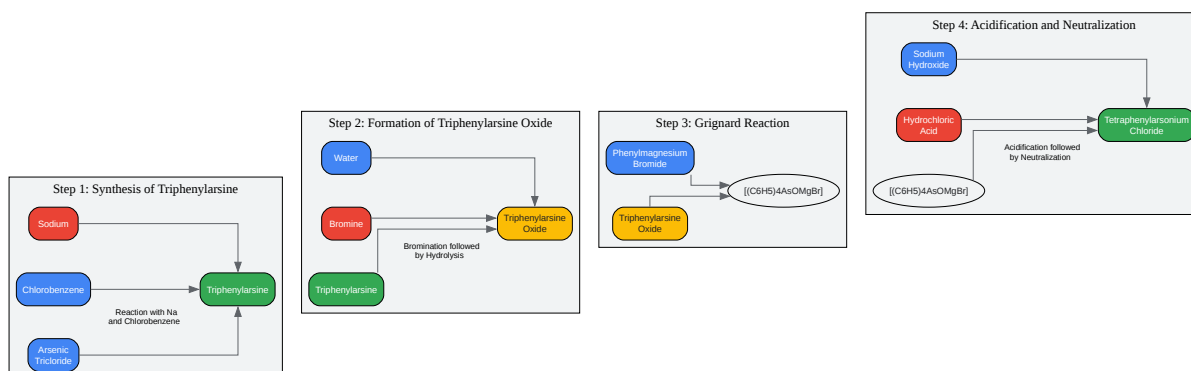 Step 1: Synthesis of Triphenylarsine
Sodium
Chlorobenzene
Triphenylarsine
Reaction with Na
and Chlorobenzene
Arsenic
Tricloride
Step 2: Formation of Triphenylarsine Oxide
Water
Bromine
Triphenylarsine
Oxide
Bromination followed
by Hydrolysis
Triphenylarsine
Step 3: Grignard Reaction
Phenylmagnesium
Bromide
[(C6H5)4AsOMgBr]
Triphenylarsine
Oxide
Step 4: Acidification and Neutralization
Sodium
Hydroxide
Hydrochloric
Acid
Tetraphenylarsonium
Chloride
Acidification followed
by Neutralization
[(C6H5)4AsOMgBr]